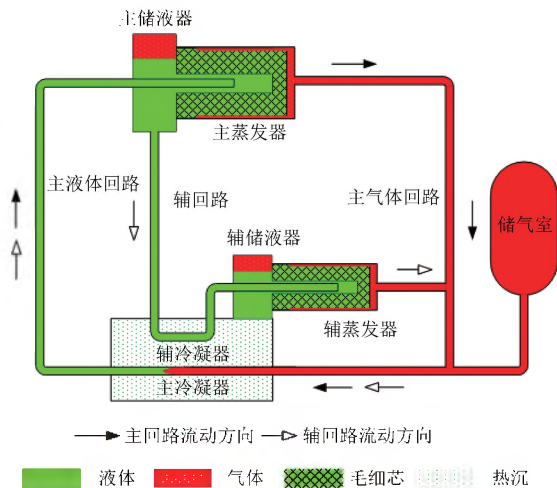 主储液器
主蒸发器
主液体回路
辅回路
主气体回路
储气室
辅储液器
辅蒸发器
辅冷凝器
主冷凝器
主回路流动方向
辅回路流动方向
液体
气体
毛细芯
热沉